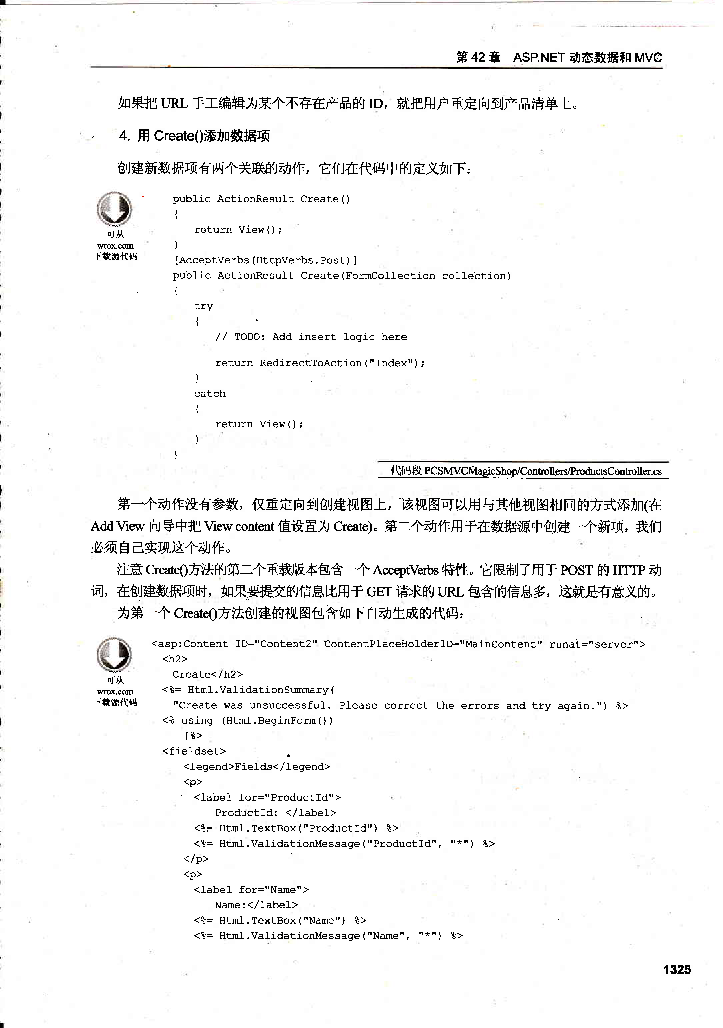 第 42 章 ASP.NET 动态数据和 MVC
如果把 URL 手工编辑为某个不存在产品的 ID，就把用户重定向到产品清单上。
4. 用 Create()添加数据项
创建新数据项有两个关联的动作，它们在代码中的定义如下：
public ActionResult Create()
{
return View();
}
[AcceptVerbs(HttpVerbs.Post)]
public ActionResult Create(FormCollection collection)
{
try
{
// TODO: Add insert logic here
return RedirectToAction("Index");
}
catch
{
return View();
}
}
可从
wrox.com
下载源代码
代码段 PCSMVCMagicShop/Controllers/ProductsController.cs
第一个动作没有参数，仅重定向到创建视图上，该视图可以用与其他视图相同的方式添加(在
Add View 向导中把 View content 值设置为 Create)。第二个动作用于在数据源中创建一个新项，我们
必须自己实现这个动作。
注意 Create()方法的第二个重载版本包含一个 AcceptVerbs 特性。它限制了用于 POST 的 HTTP 动
词，在创建数据项时，如果要提交的信息比用于 GET 请求的 URL 包含的信息多，这就是有意义的。
为第一个 Create()方法创建的视图包含如下自动生成的代码：
<asp:Content ID="Content2" ContentPlaceHolderID="MainContent" runat="server">
<h2>
Create</h2>
<%= Html.ValidationSummary(
"Create was unsuccessful. Please correct the errors and try again.") %>
<% using (Html.BeginForm())
{%>
<fieldset>
<legend>Fields</legend>
<p>
<label for="ProductId">
ProductId: </label>
<%= Html.TextBox("ProductId") %>
<%= Html.ValidationMessage("ProductId", "*") %>
</p>
<p>
<label for="Name">
Name:</label>
<%= Html.TextBox("Name") %>
<%= Html.ValidationMessage("Name", "*") %>
可从
wrox.com
下载源代码
1325